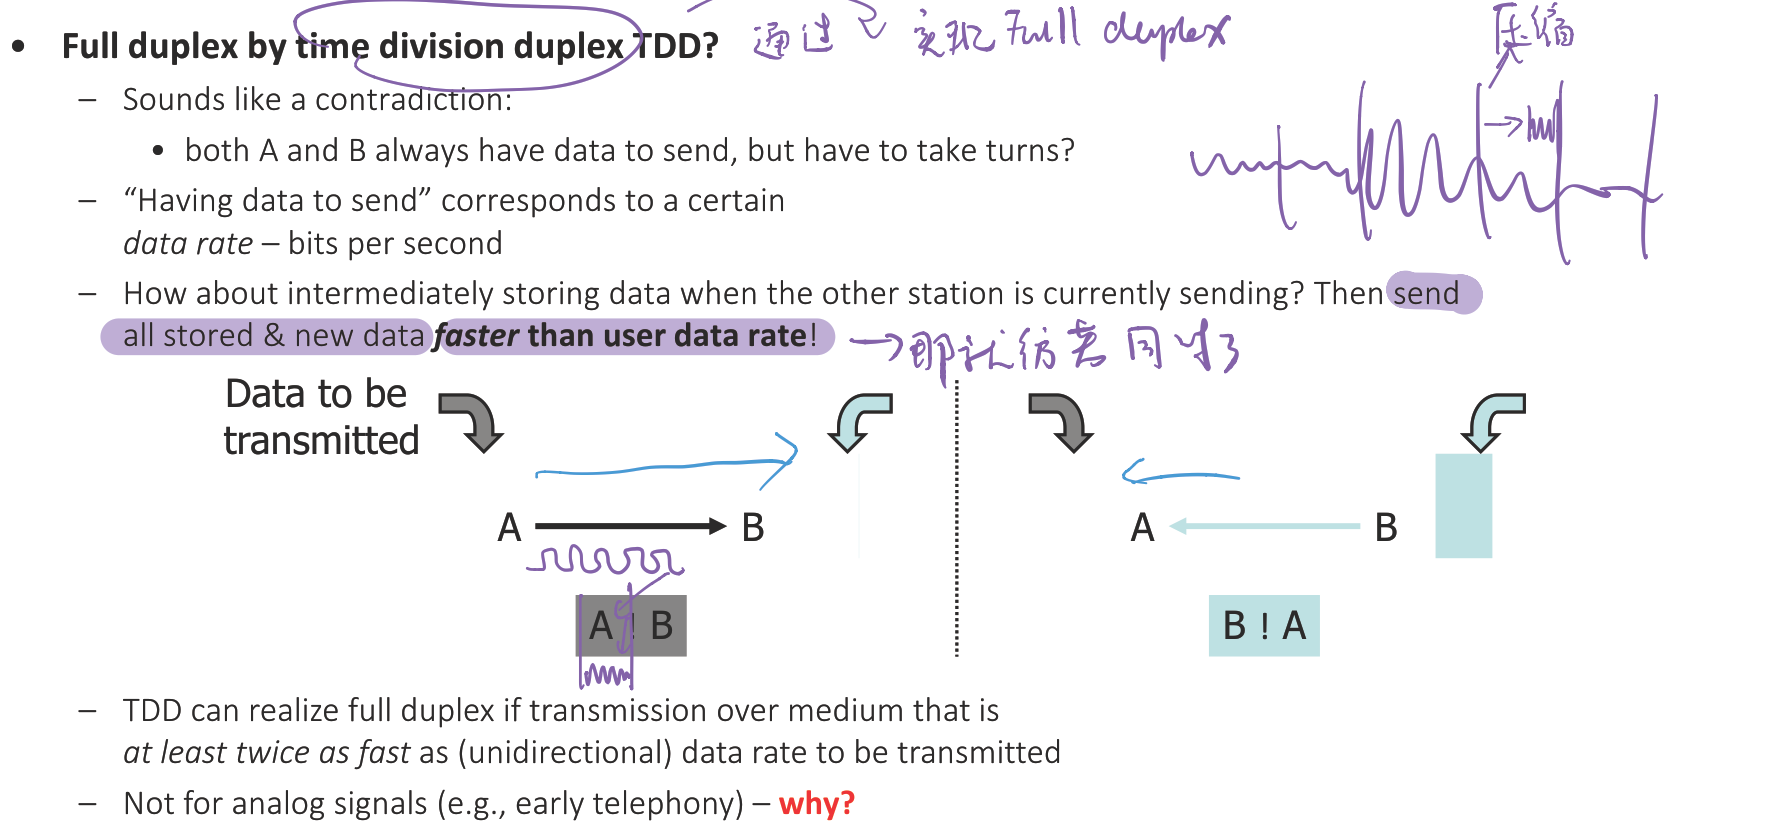 • Full duplex by time division duplex TDD? 通过 实现 Full duplex
压缩
– Sounds like a contradiction:
• both A and B always have data to send, but have to take turns?
– “Having data to send” corresponds to a certain
data rate – bits per second
– How about intermediately storing data when the other station is currently sending? Then send
all stored & new data faster than user data rate! → 那就仿若同时了
Data to be
transmitted
A B
A B
A ! B
B ! A
– TDD can realize full duplex if transmission over medium that is
at least twice as fast as (unidirectional) data rate to be transmitted
– Not for analog signals (e.g., early telephony) – why?